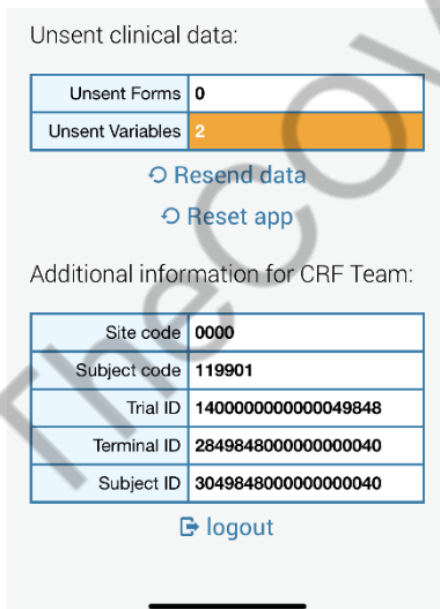 Unsent clinical data:
Unsent Forms 0
Unsent Variables 2
Resend data
Reset app
Additional information for CRF Team:
Site code 0000
Subject code 119901
Trial ID 1400000000000049848
Terminal ID 2849848000000000040
Subject ID 3049848000000000040
logout
TheCOV